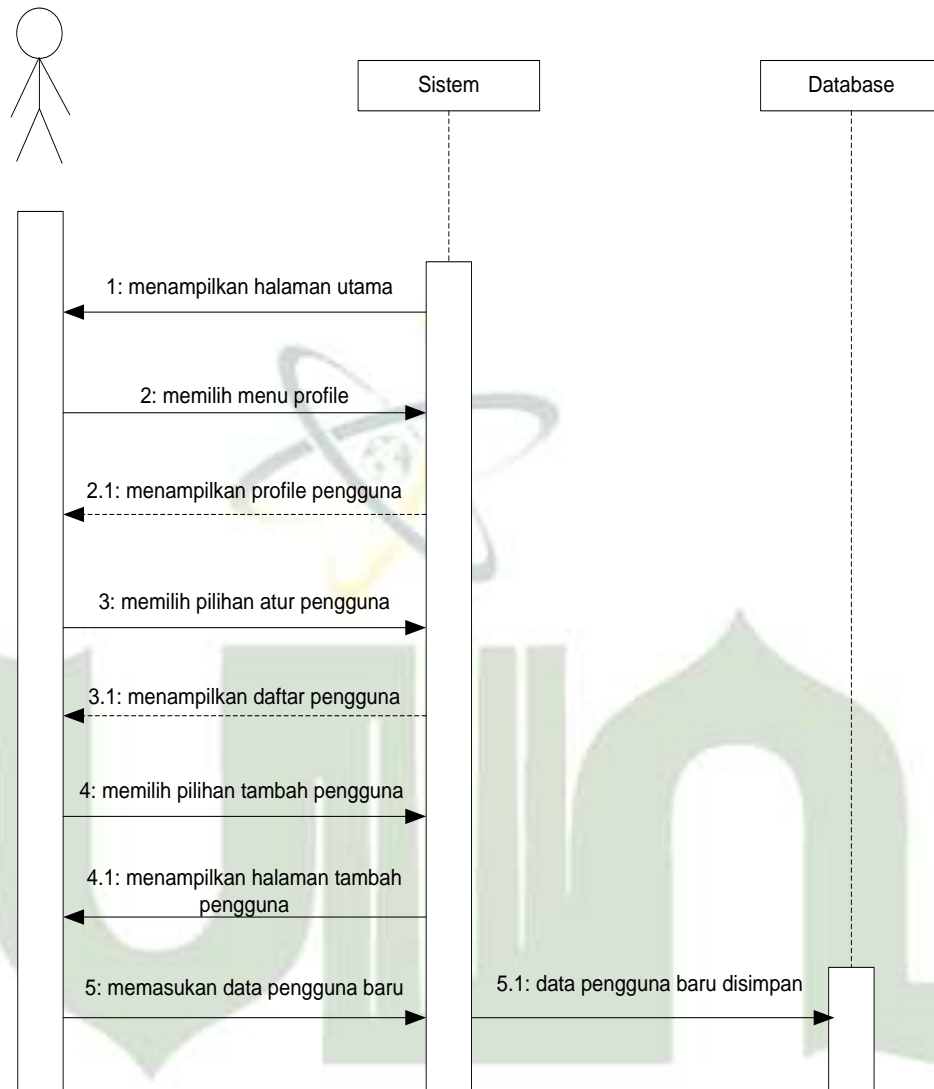 Sistem
Database
1: menampilkan halaman utama
2: memilih menu profile
2.1: menampilkan profile pengguna
3: memilih pilihan atur pengguna
3.1: menampilkan daftar pengguna
4: memilih pilihan tambah pengguna
4.1: menampilkan halaman tambah
pengguna
5: memasukan data pengguna baru
5.1: data pengguna baru disimpan